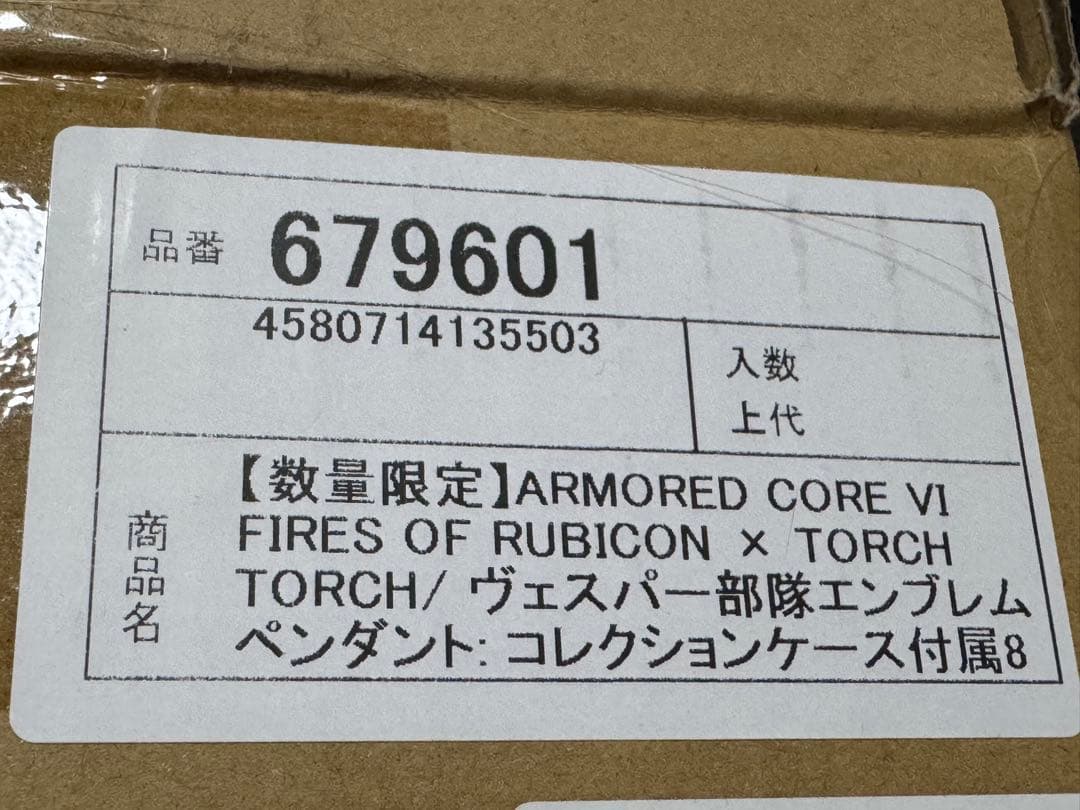 品番 679601
4580714135503
入数
上代
商品名
【数量限定】ARMORED CORE VI
FIRES OF RUBICON × TORCH
TORCH/ ヴェスパー部隊エンブレム
ペンダント: コレクションケース付属8